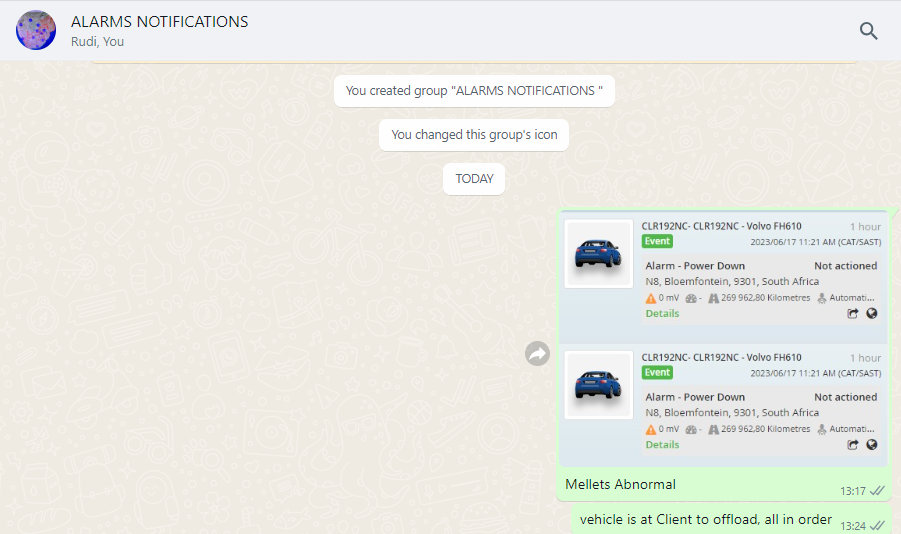 ALARMS NOTIFICATIONS
Rudi, You
You created group "ALARMS NOTIFICATIONS "
You changed this group's icon
TODAY
CLR192NC- CLR192NC - Volvo FH610 1 hour
Event 2023/06/17 11:21 AM (CAT/SAST)
Alarm - Power Down Not actioned
N8, Bloemfontein, 9301, South Africa
0 mV - 269 962,80 Kilometres Automati...
Details
CLR192NC- CLR192NC - Volvo FH610 1 hour
Event 2023/06/17 11:21 AM (CAT/SAST)
Alarm - Power Down Not actioned
N8, Bloemfontein, 9301, South Africa
0 mV - 269 962,80 Kilometres Automati...
Details
Mellets Abnormal
13:17
vehicle is at Client to offload, all in order 13:24